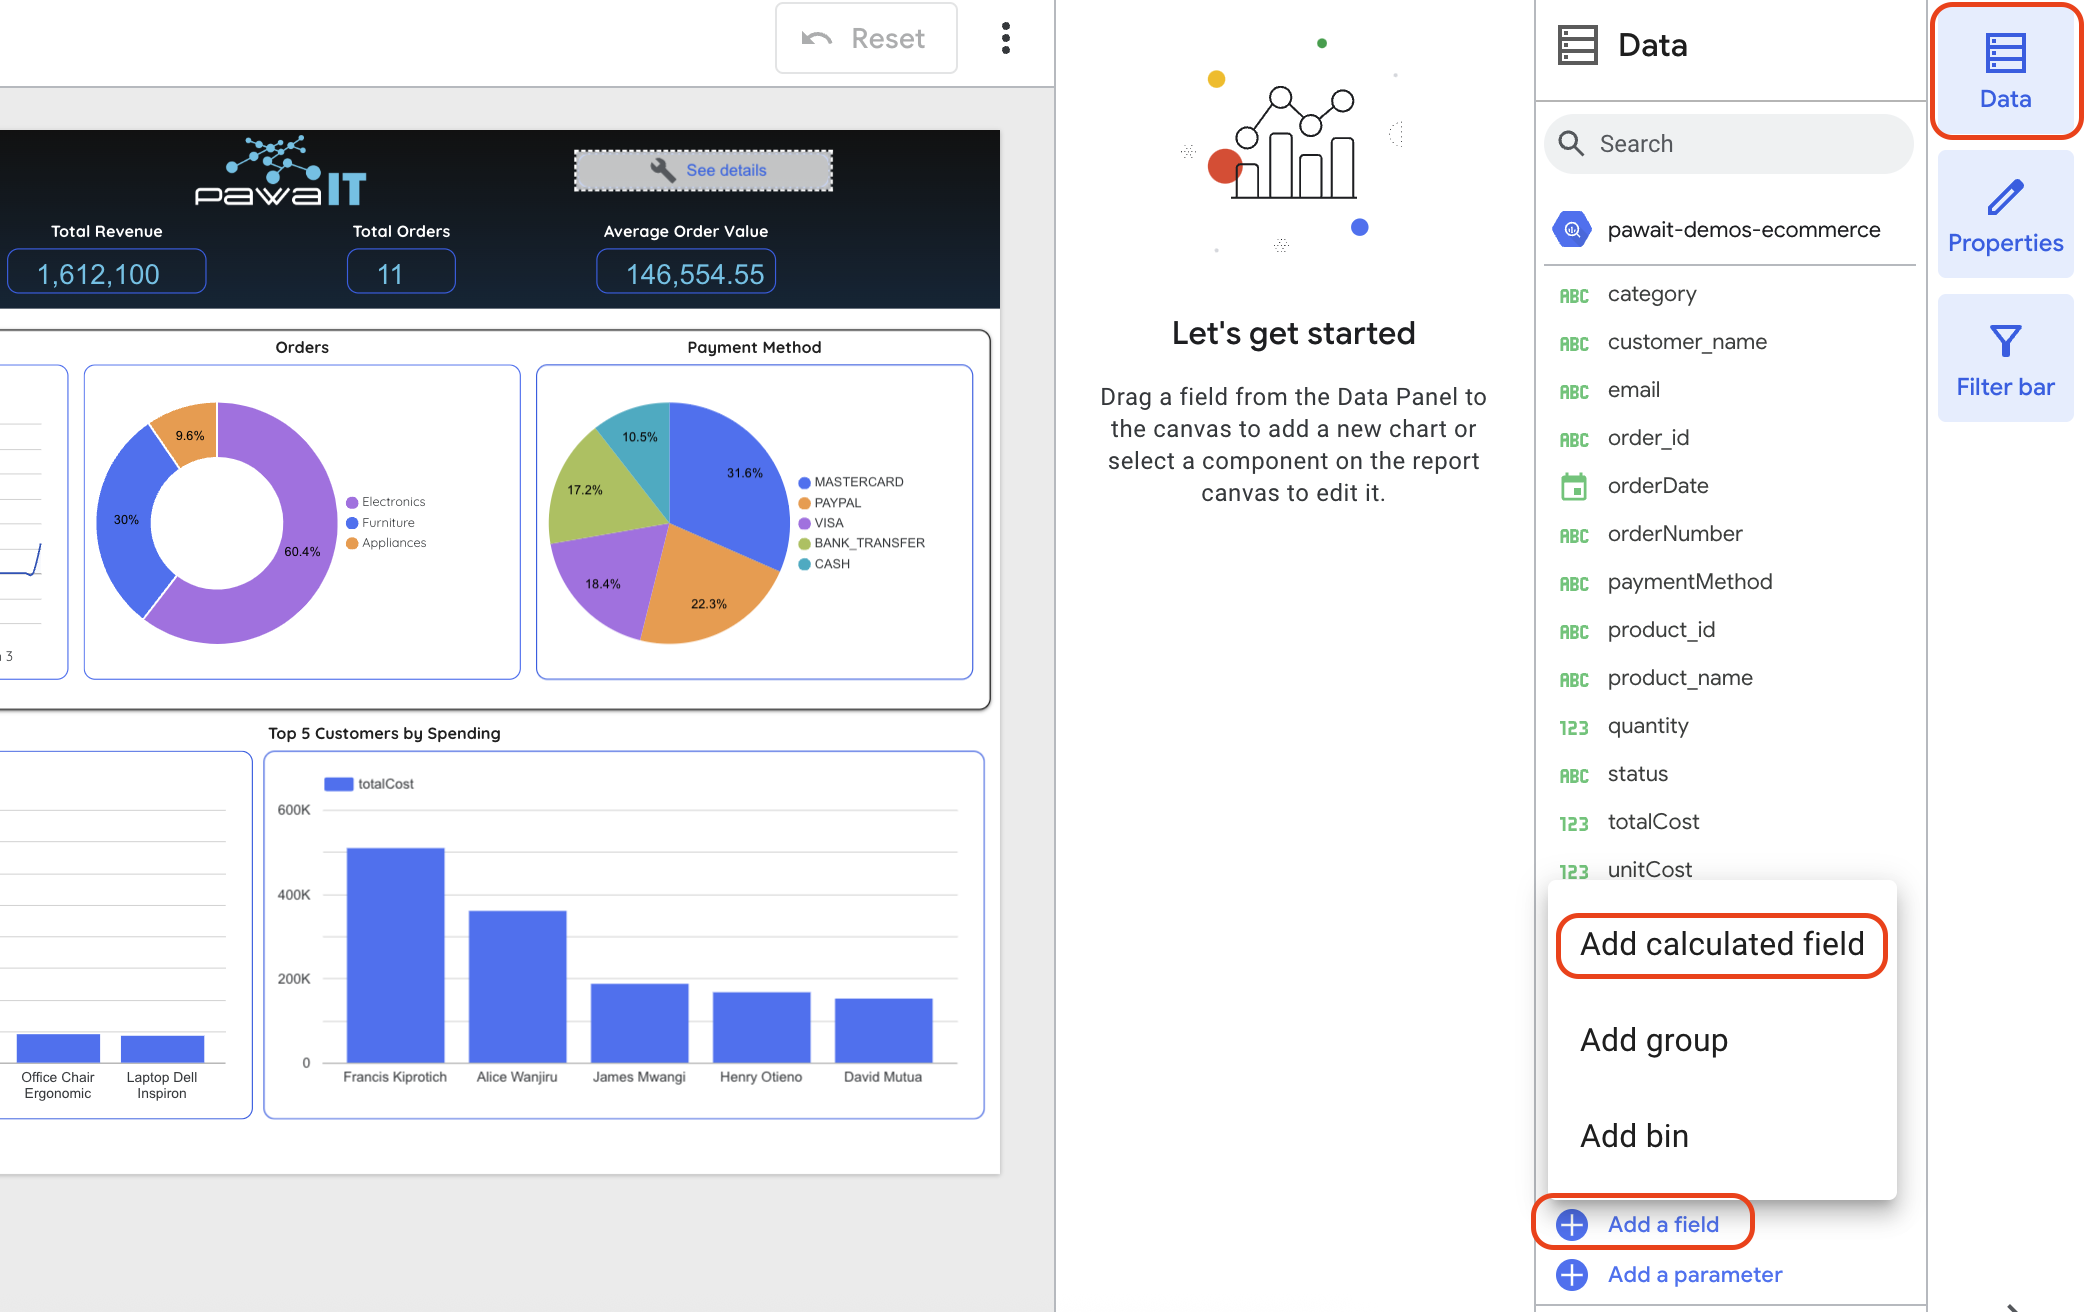 Reset
pawaIT
See details
Total Revenue
Total Orders
Average Order Value
1,612,100
11
146,554.55
Orders
9.6%
30%
60.4%
Electronics
Furniture
Appliances
Payment Method
10.5%
31.6%
17.2%
18.4%
22.3%
MASTERCARD
PAYPAL
VISA
BANK_TRANSFER
CASH
3
Office Chair
Ergonomic
Laptop Dell
Inspiron
Top 5 Customers by Spending
totalCost
600K
400K
200K
0
Francis Kiprotich
Alice Wanjiru
James Mwangi
Henry Otieno
David Mutua
Let's get started
Drag a field from the Data Panel to
the canvas to add a new chart or
select a component on the report
canvas to edit it.
Data
Search
pawait-demos-ecommerce
ABC category
ABC customer_name
ABC email
ABC order_id
orderDate
ABC orderNumber
ABC paymentMethod
ABC product_id
ABC product_name
123 quantity
ABC status
123 totalCost
123 unitCost
Add calculated field
Add group
Add bin
Add a field
Add a parameter
Data
Properties
Filter bar